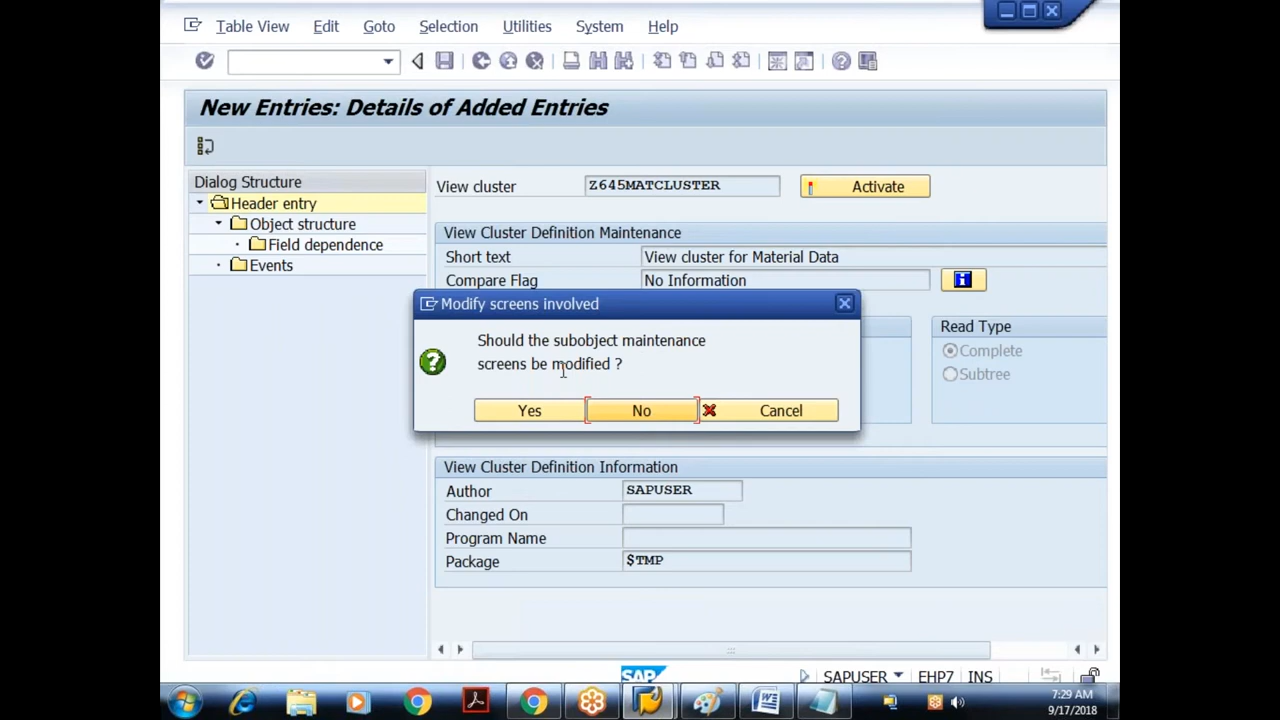 Table View Edit Goto Selection Utilities System Help
New Entries: Details of Added Entries
Dialog Structure
Header entry
Object structure
Field dependence
Events
View cluster Z645MATCLUSTER Activate
View Cluster Definition Maintenance
Short text View cluster for Material Data
Compare Flag No Information
Modify screens involved
Should the subobject maintenance
screens be modified ?
Yes No Cancel
Read Type
Complete
Subtree
View Cluster Definition Information
Author SAPUSER
Changed On
Program Name
Package $TMP
SAP
SAPUSER EHP7 INS
7:29 AM
9/17/2018